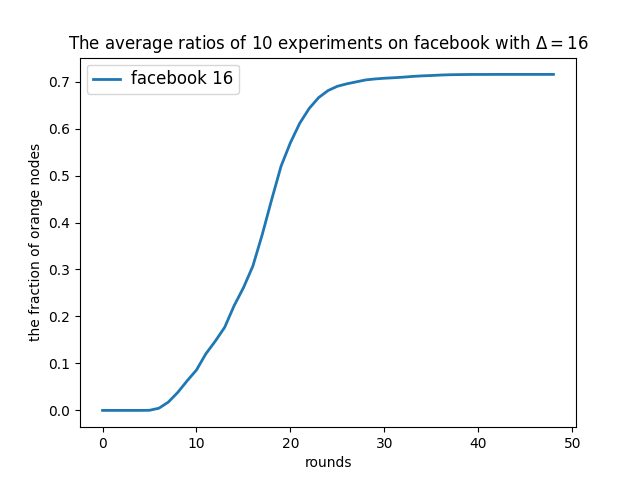 The average ratios of 10 experiments on facebook with Δ = 16
facebook 16
the fraction of orange nodes
0.7
0.6
0.5
0.4
0.3
0.2
0.1
0.0
0 10 20 30 40 50
rounds